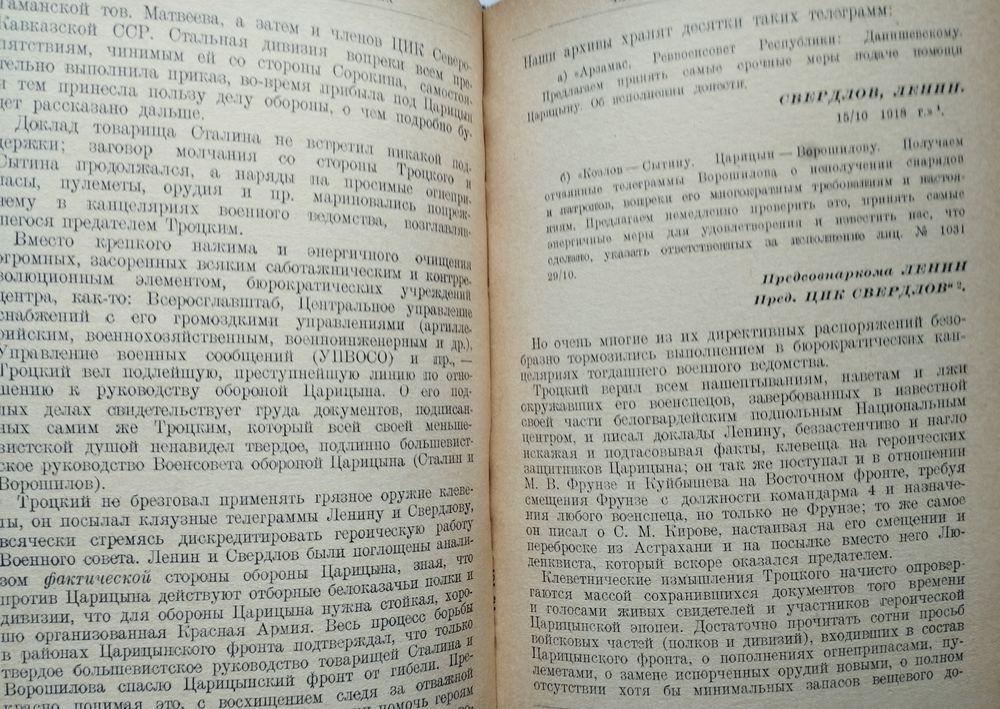 Таманской тов. Матвеева, а затем и членов ЦИК Северо-
Кавказской ССР. Стальная дивизия вопреки всем пре-
пятствиям, чинимым ей со стороны Сорокина, самостоя-
тельно выполнила приказ, во-время прибыла под Царицын
и тем принесла пользу делу обороны, о чем подробно бу-
дет рассказано дальше.
Доклад товарища Сталина не встретил никакой под-
держки; заговор молчания со стороны Троцкого и
Сытина продолжался, а наряды на просимые огнепри-
пасы, пулеметы, орудия и пр. мариновались попреж-
нему в канцеляриях военного ведомства, возглавляв-
шегося предателем Троцким.
Вместо крепкого нажима и энергичного очищения
огромных, засоренных всяким саботажническим и контрре-
волюционным элементом, бюрократических учреждений
центра, как-то: Всеросглавштаб, Центральное управление
снабжений с его громоздкими управлениями (артилле-
рийским, военнохозяйственным, военноинженерным и др.),
Управление военных сообщений (УПВОСО) и пр., —
Троцкий вел подлейшую, преступнейшую линию по отно-
шению к руководству обороной Царицына. О его под-
лых делах свидетельствует груда документов, подписан-
ных самим же Троцким, который всей своей меньше-
вистской душой ненавидел твердое, подлинно большевист-
ское руководство Военсовета обороной Царицына (Сталин и
Ворошилов).
Троцкий не брезговал применять грязное оружие клеве-
ты, он посылал кляузные телеграммы Ленину и Свердлову,
всячески стремясь дискредитировать героическую работу
Военного совета. Ленин и Свердлов были поглощены анали-
зом фактической стороны обороны Царицына, зная, что
против Царицына действуют отборные белоказачьи полки и
дивизии, что для обороны Царицына нужна стойкая, хоро-
шо организованная Красная Армия. Весь процесс борьбы
в районах Царицынского фронта подтверждал, что только
твердое большевистское руководство товарищей Сталина и
Ворошилова спасло Царицынский фронт от гибели. Пре-
красно понимая это, с восхищением следя за отважной
помочь героям
Наши архивы хранят десятки таких телеграмм:
а) «Арзамас. Реввоенсовет Республики: Данишевскому.
Предлагаем принять самые срочные меры подаче помощи
Царицыну. Об исполнении донести.
СВЕРДЛОВ, ЛЕНИН.
15/10 1918 г.» ¹.
б) «Козлов — Сытину. Царицын — Ворошилову. Получаем
отчаянные телеграммы Ворошилова о неполучении снарядов
и патронов, вопреки его многократным требованиям и настоя-
ниям. Предлагаем немедленно проверить это, принять самые
энергичные меры для удовлетворения и известить нас, что
сделано, указать ответственных за исполнение лиц. № 1031
29/10.
Предсовнаркома ЛЕНИН
Пред. ЦИК СВЕРДЛОВ» ².
Но очень многие из их директивных распоряжений безо-
бразно тормозились выполнением в бюрократических кан-
целяриях тогдашнего военного ведомства.
Троцкий верил всем нашептываниям, наветам и лжи
окружавших его военспецов, завербованных в известной
своей части белогвардейским подпольным Национальным
центром, и писал доклады Ленину, беззастенчиво и нагло
искажая и подтасовывая факты, клевеща на героических
защитников Царицына; он так же поступал и в отношении
М. В. Фрунзе и Куйбышева на Восточном фронте, требуя
смещения Фрунзе с должности командарма 4 и назначе-
ния любого военспеца, но только не Фрунзе; то же самое
он писал о С. М. Кирове, настаивая на его смещении и
переброске из Астрахани и на посылке вместо него Лю-
денквиста, который вскоре оказался предателем.
Клеветнические измышления Троцкого начисто опровер-
гаются массой сохранившихся документов того времени
и голосами живых свидетелей и участников героической
Царицынской эпопеи. Достаточно прочитать сотни просьб
войсковых частей (полков и дивизий), входивших в состав
Царицынского фронта, о пополнениях огнеприпасами, пу-
леметами, о замене испорченных орудий новыми, о полном
отсутствии хотя бы минимальных запасов вещевого до-